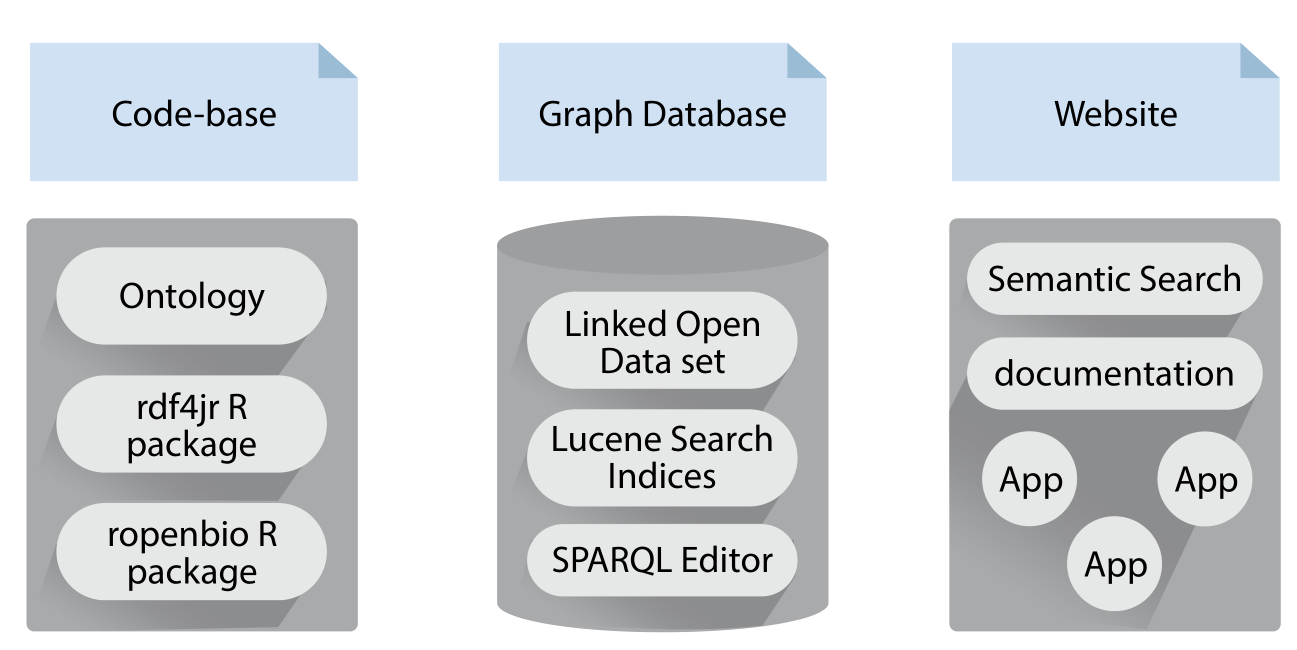 Code-base
Graph Database
Website
Ontology
rdf4jr R
package
ropenbio R
package
Linked Open
Data set
Lucene Search
Indices
SPARQL Editor
Semantic Search
documentation
App
App
App